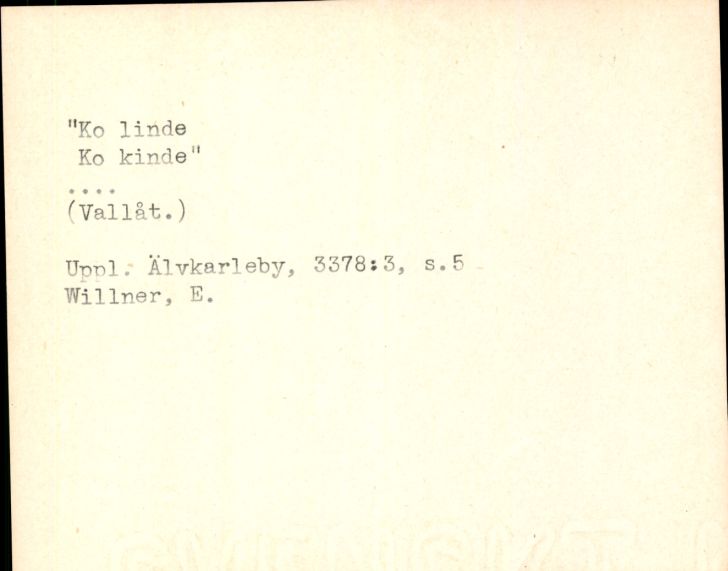 "Ko linde
Ko kinde"
....
(Vallåt.)
Uppl. Älvkarleby, 3378:3, s.5
Willner, E.